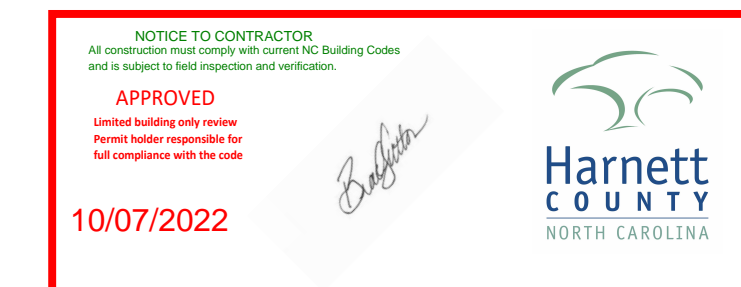 NOTICE TO CONTRACTOR
All construction must comply with current NC Building Codes
and is subject to field inspection and verification.
APPROVED
Limited building only review
Permit holder responsible for
full compliance with the code
10/07/2022
Harnett
COUNTY
NORTH CAROLINA